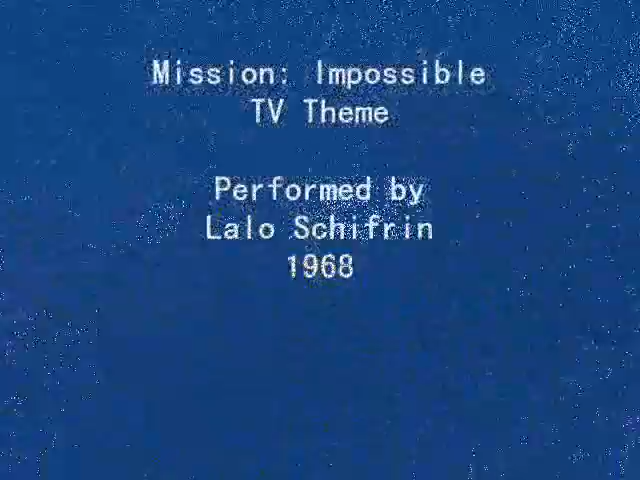 Mission: Impossible
TV Theme
Performed by
Lalo Schifrin
1968